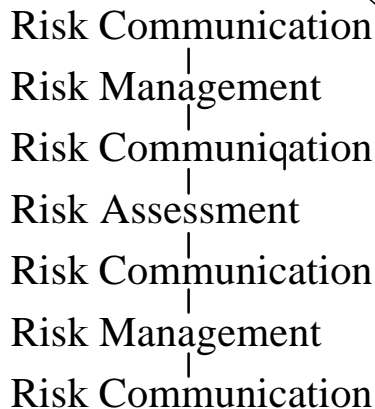 Risk Communication
Risk Management
Risk Communiqation
Risk Assessment
Risk Communication
Risk Management
Risk Communication